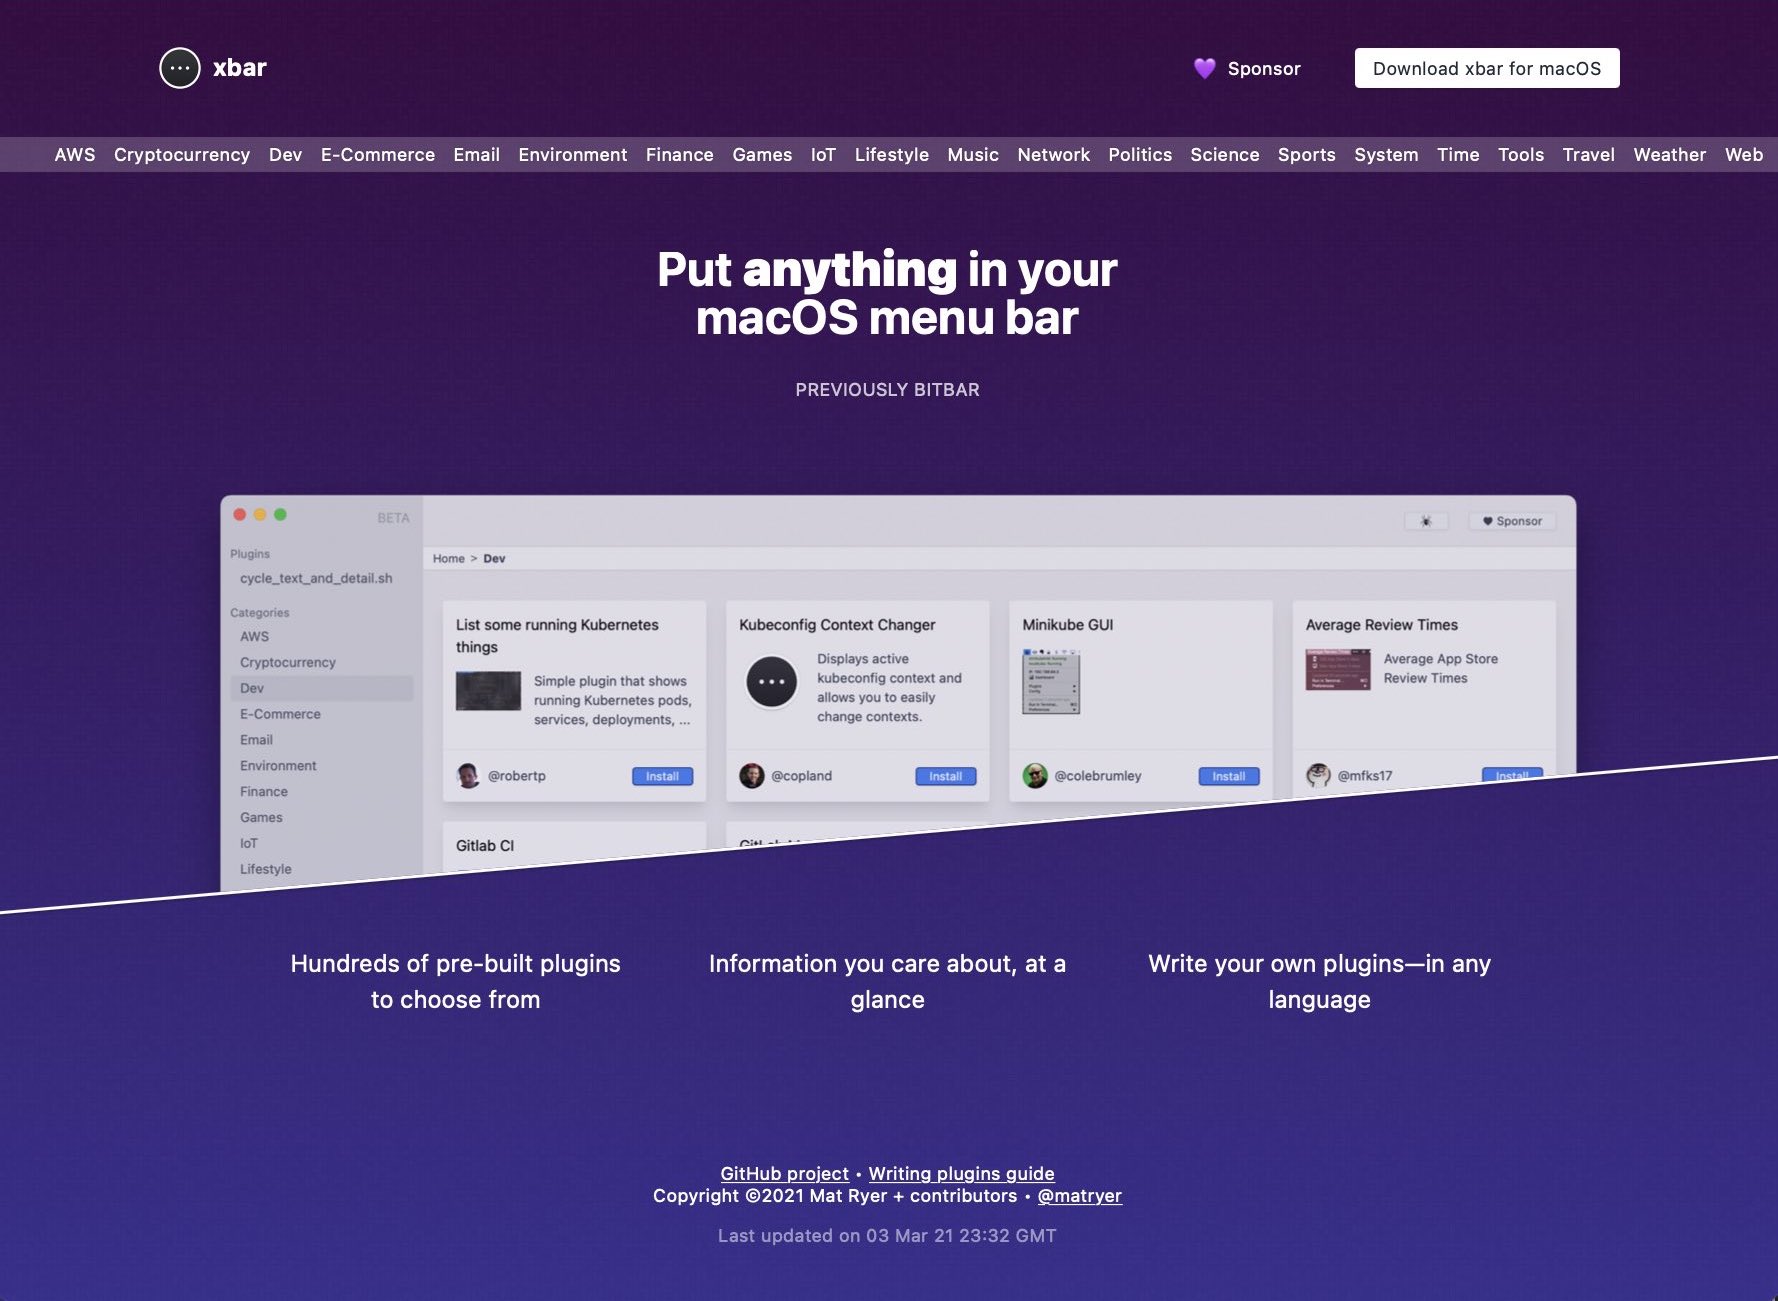 xbar
💜 Sponsor
Download xbar for macOS
AWS Cryptocurrency Dev E-Commerce Email Environment Finance Games IoT Lifestyle Music Network Politics Science Sports System Time Tools Travel Weather Web
Put anything in your
macOS menu bar
PREVIOUSLY BITBAR
BETA
Sponsor
Plugins
cycle_text_and_detail.sh
Categories
AWS
Cryptocurrency
Dev
E-Commerce
Email
Environment
Finance
Games
IoT
Lifestyle
Home > Dev
List some running Kubernetes
things
Simple plugin that shows
running Kubernetes pods,
services, deployments, ...
@robertp
Install
Kubeconfig Context Changer
Displays active
kubeconfig context and
allows you to easily
change contexts.
@copland
Install
Minikube GUI
@colebrumley
Install
Average Review Times
Average App Store
Review Times
@mfks17
Install
Gitlab CI
Hundreds of pre-built plugins
to choose from
Information you care about, at a
glance
Write your own plugins—in any
language
GitHub project • Writing plugins guide
Copyright ©2021 Mat Ryer + contributors • @matryer
Last updated on 03 Mar 21 23:32 GMT